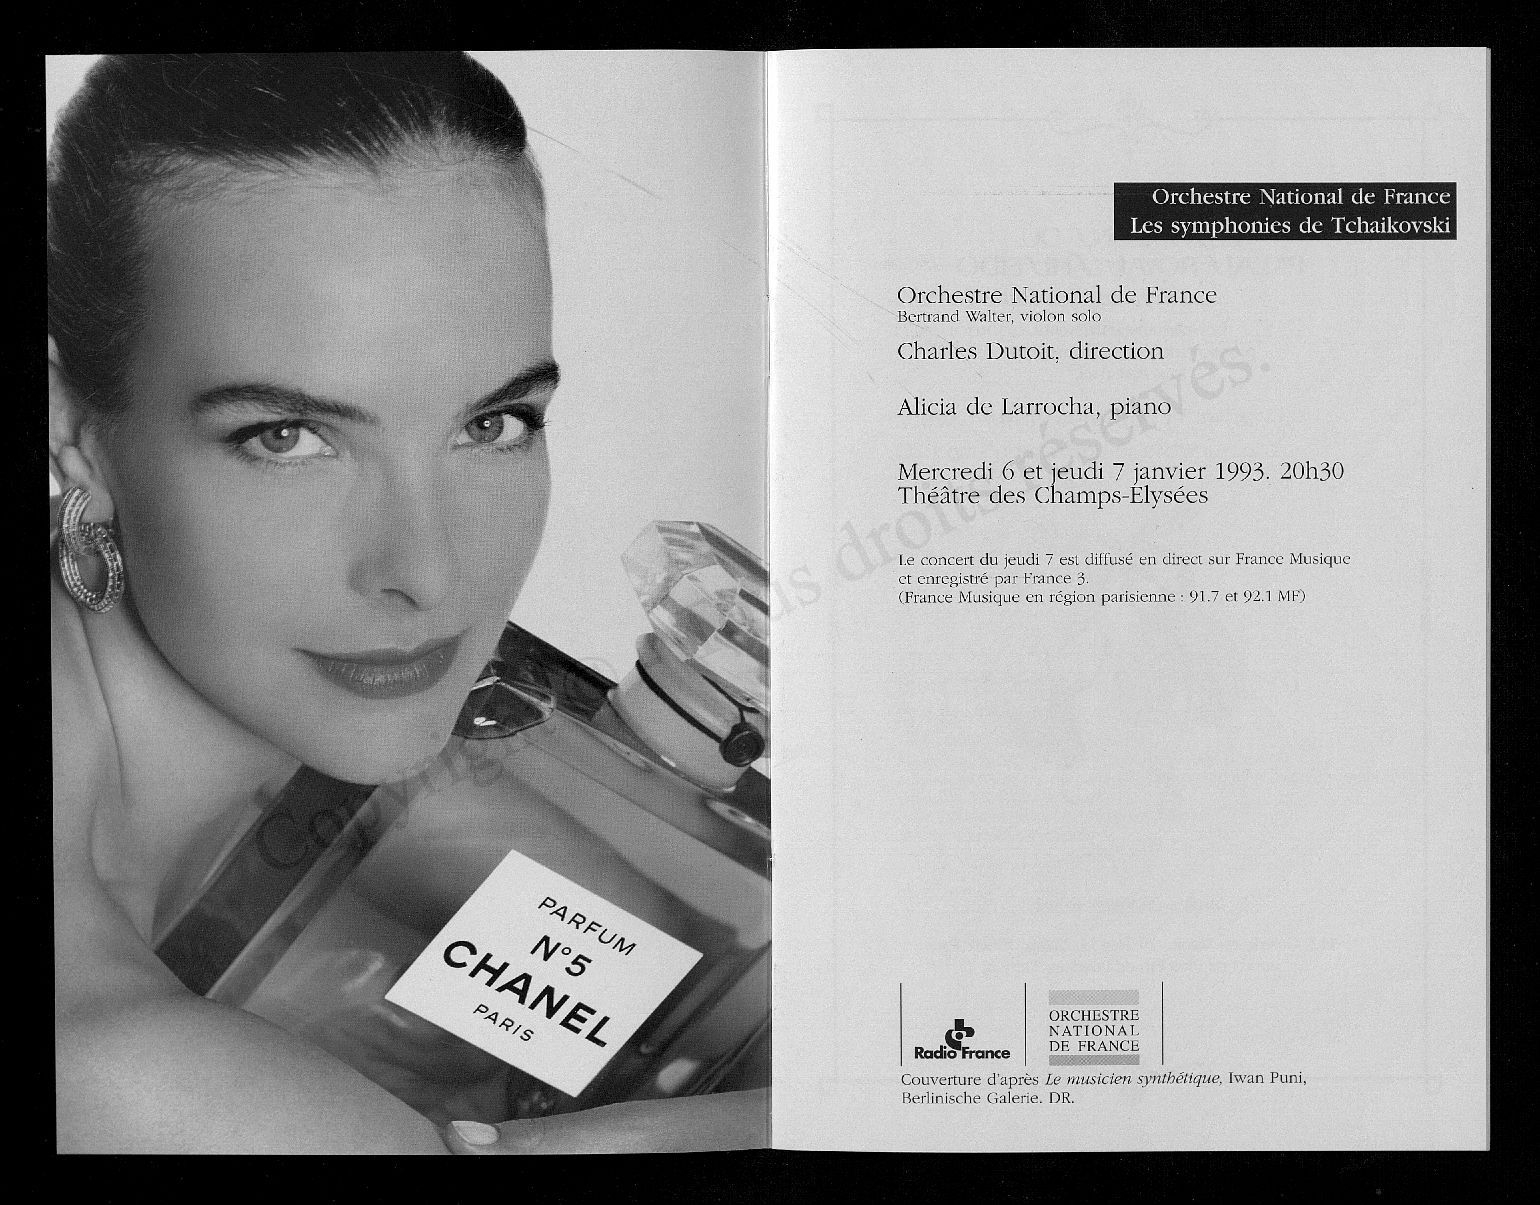 PARFUM
N°5
CHANEL
PARIS
Orchestre National de France
Les symphonies de Tchaikovski
Orchestre National de France
Bertrand Walter, violon solo
Charles Dutoit, direction
Alicia de Larrocha, piano
Mercredi 6 et jeudi 7 janvier 1993. 20h30
Théâtre des Champs-Elysées
Le concert du jeudi 7 est diffusé en direct sur France Musique
et enregistré par France 3.
(France Musique en région parisienne : 91.7 et 92.1 MF)
Radio France
ORCHESTRE
NATIONAL
DE FRANCE
Couverture d'après Le musicien synthétique, Iwan Puni,
Berlinische Galerie. DR.
Copyright © droits réservés.